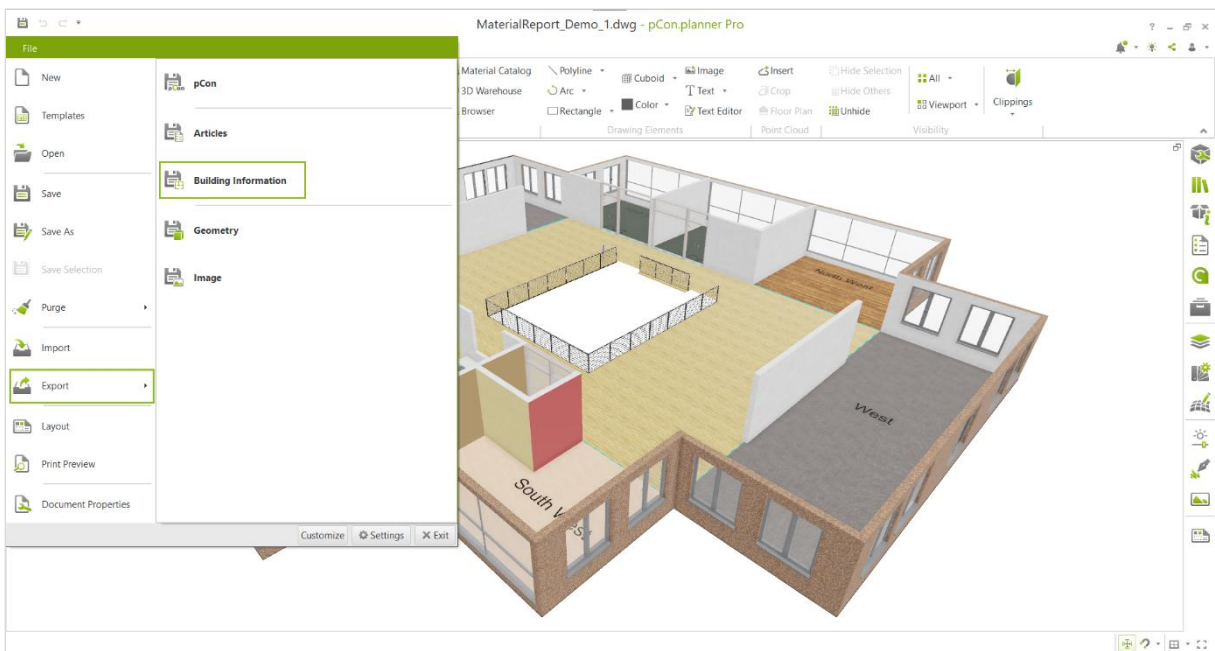 MaterialReport_Demo_1.dwg - pCon.planner Pro
?
File
New
Templates
Open
Save
Save As
Save Selection
Purge
Import
Export
Layout
Print Preview
Document Properties
pCon
pCon
Articles
Building Information
Geometry
Image
Customize
Settings
Exit
Material Catalog
3D Warehouse
Browser
Polyline
Arc
Rectangle
Cuboid
Color
Image
T Text
Text Editor
Drawing Elements
Insert
Crop
Floor Plan
Point Cloud
Hide Selection
Hide Others
Unhide
All
Viewport
Visibility
Clippings
North West
West
South West